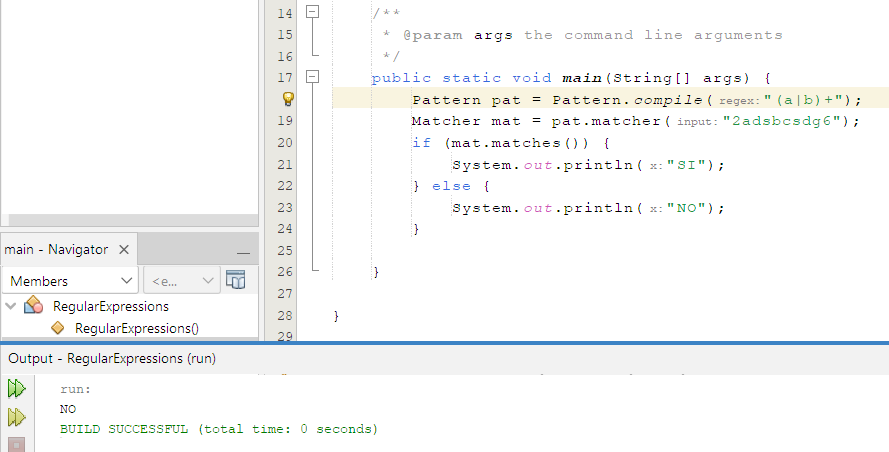 14 /**
15 * @param args the command line arguments
16 */
17 public static void main(String[] args) {
Pattern pat = Pattern.compile( regex: "(a|b)+");
19 Matcher mat = pat.matcher( input: "2adsbcsdg6");
20 if (mat.matches()) {
21 System.out.println( x: "SI");
22 } else {
23 System.out.println( x: "NO");
24 }
25
26 }
27
28 }
29
main - Navigator
Members
<e...
RegularExpressions
RegularExpressions()
Output - RegularExpressions (run)
run:
NO
BUILD SUCCESSFUL (total time: 0 seconds)